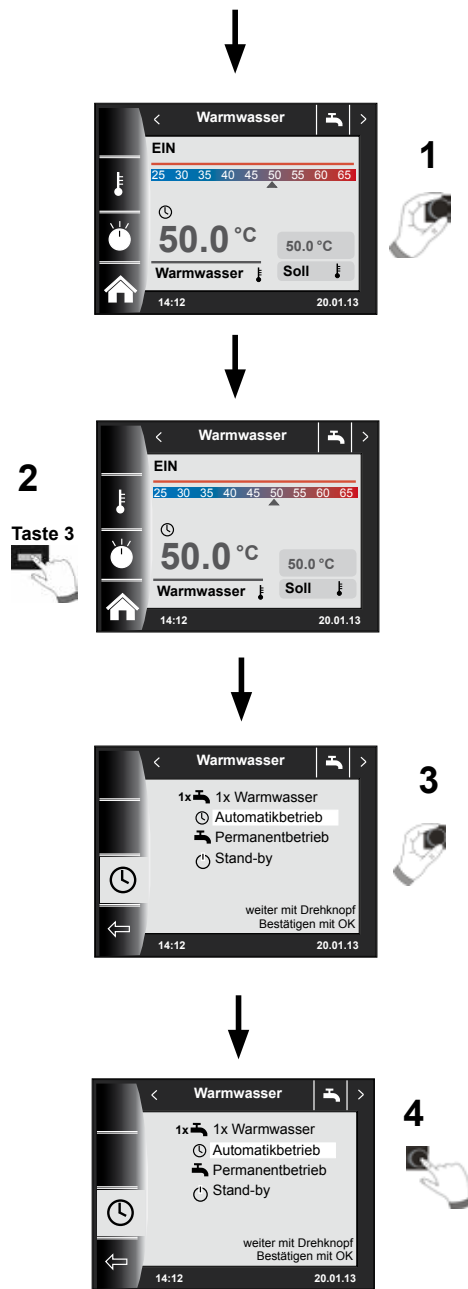 < Warmwasser >
EIN
25 30 35 40 45 50 55 60 65
50.0 °C
50.0 °C
Warmwasser
Soll
14:12 20.01.13
1
2
Taste 3
< Warmwasser >
EIN
25 30 35 40 45 50 55 60 65
50.0 °C
50.0 °C
Warmwasser
Soll
14:12 20.01.13
< Warmwasser >
1x 1x Warmwasser
Automatikbetrieb
Permanentbetrieb
Stand-by
weiter mit Drehknopf
Bestätigen mit OK
14:12 20.01.13
3
< Warmwasser >
1x 1x Warmwasser
Automatikbetrieb
Permanentbetrieb
Stand-by
weiter mit Drehknopf
Bestätigen mit OK
14:12 20.01.13
4